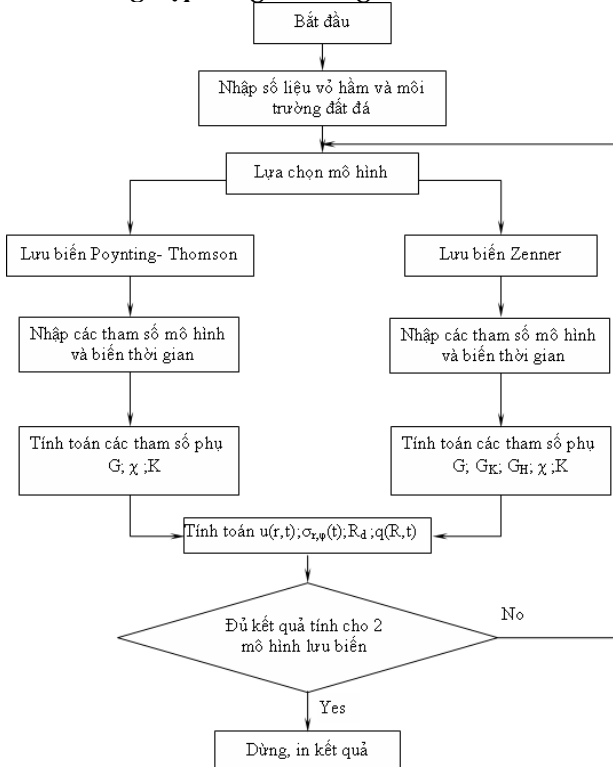 Bắt đầu
Nhập số liệu vỏ hầm và môi
trường đất đá
Lựa chọn mô hình
Lưu biến Poynting- Thomson
Lưu biến Zenner
Nhập các tham số mô hình
và biến thời gian
Nhập các tham số mô hình
và biến thời gian
Tính toán các tham số phụ
G; χ ;K
Tính toán các tham số phụ
G; G_K; G_H; χ ;K
Tính toán u(r,t);σ_r,φ(t);R_d ;q(R,t)
Đủ kết quả tính cho 2
mô hình lưu biến
No
Yes
Dừng, in kết quả